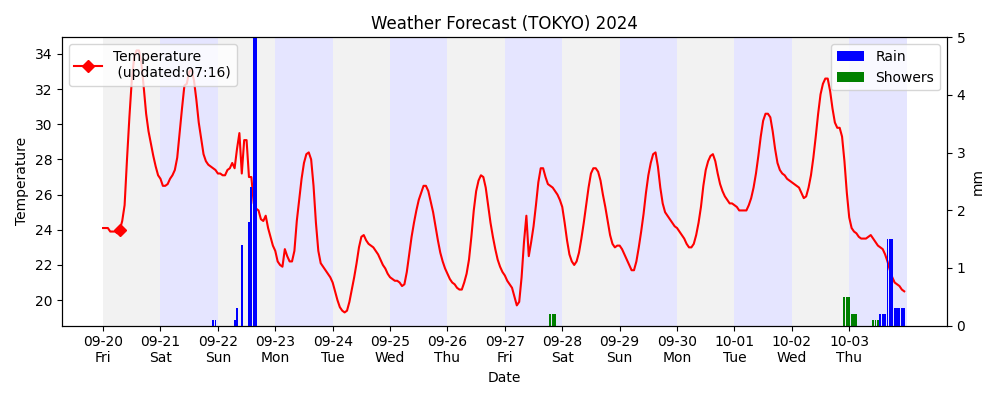 Weather Forecast (TOKYO) 2024
Temperature
(updated:07:16)
Rain
Showers
Temperature
34
32
30
28
26
24
22
20
5
4
3
2
1
0
mm
09-20 09-21 09-22 09-23 09-24 09-25 09-26 09-27 09-28 09-29 09-30 10-01 10-02 10-03
Fri Sat Sun Mon Tue Wed Thu Fri Sat Sun Mon Tue Wed Thu
Date